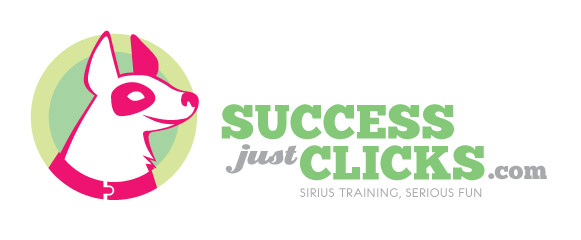 SUCCESS
just CLICKS.com
SIRIUS TRAINING, SERIOUS FUN